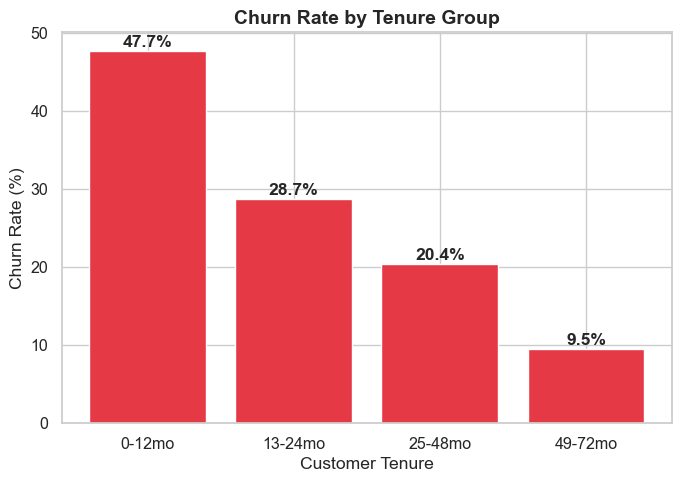 Churn Rate by Tenure Group
Churn Rate (%)
50
40
30
20
10
0
47.7%
28.7%
20.4%
9.5%
0-12mo
13-24mo
25-48mo
49-72mo
Customer Tenure